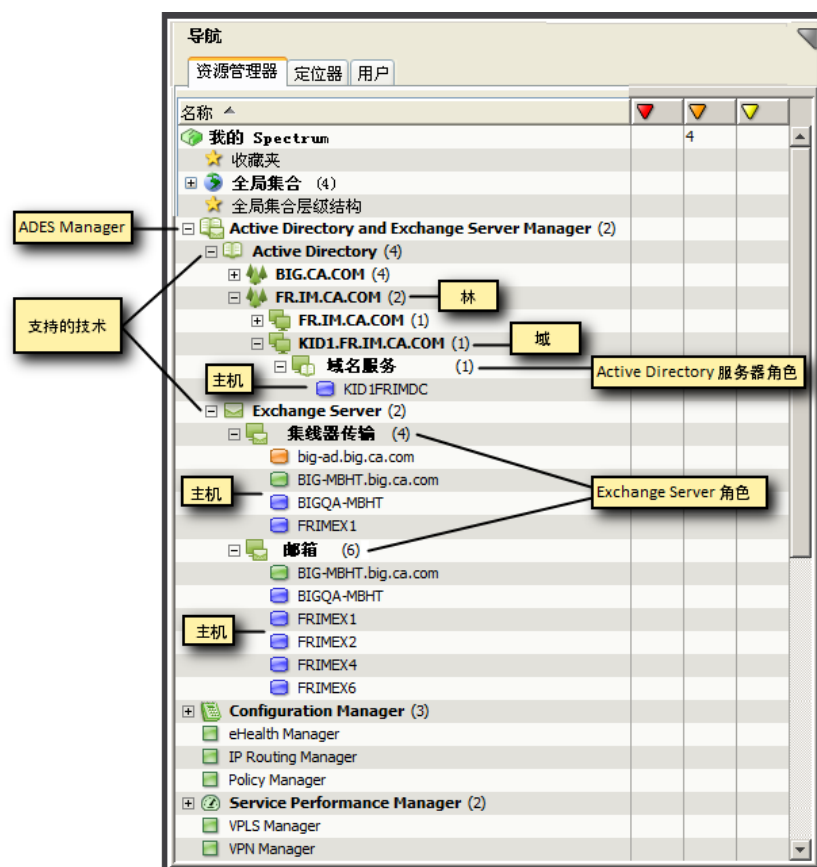 导航
资源管理器 定位器 用户
名称
我的 Spectrum 4
收藏夹
全局集合 (4)
全局集合层级结构
ADES Manager
Active Directory and Exchange Server Manager (2)
Active Directory (4)
BIG.CA.COM (4)
FR.IM.CA.COM (2) 林
支持的技术
FR.IM.CA.COM (1)
KID1.FR.IM.CA.COM (1) 域
域名服务 (1) Active Directory 服务器角色
主机
KID1FRIMDC
Exchange Server (2)
集线器传输 (4)
big-ad.big.ca.com
BIG-MBHT.big.ca.com
主机 BIGQA-MBHT Exchange Server 角色
FRIMEX1
邮箱 (6)
BIG-MBHT.big.ca.com
BIGQA-MBHT
FRIMEX1
主机 FRIMEX2
FRIMEX4
FRIMEX6
Configuration Manager (3)
eHealth Manager
IP Routing Manager
Policy Manager
Service Performance Manager (2)
VPLS Manager
VPN Manager